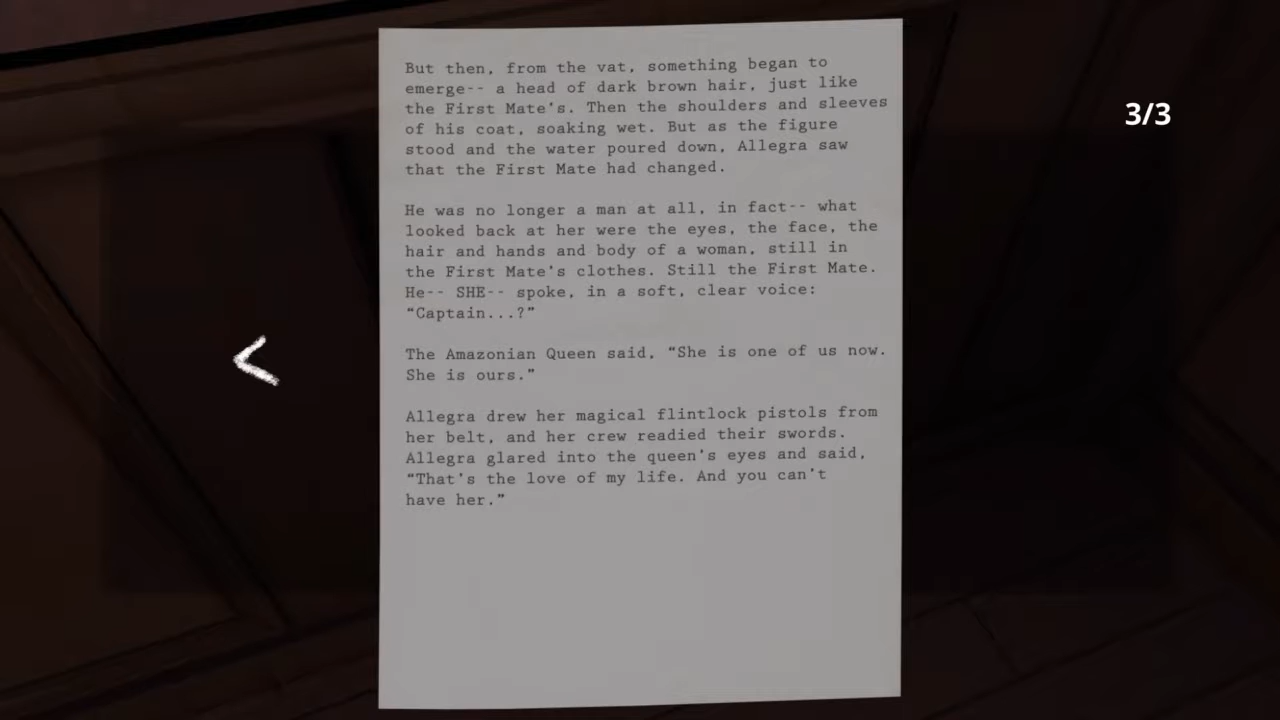 3/3
But then, from the vat, something began to
emerge-- a head of dark brown hair, just like
the First Mate's. Then the shoulders and sleeves
of his coat, soaking wet. But as the figure
stood and the water poured down, Allegra saw
that the First Mate had changed.
He was no longer a man at all, in fact-- what
looked back at her were the eyes, the face, the
hair and hands and body of a woman, still in
the First Mate's clothes. Still the First Mate.
He-- SHE-- spoke, in a soft, clear voice:
“Captain...?”
The Amazonian Queen said, “She is one of us now.
She is ours.”
Allegra drew her magical flintlock pistols from
her belt, and her crew readied their swords.
Allegra glared into the queen's eyes and said,
“That's the love of my life. And you can't
have her.”